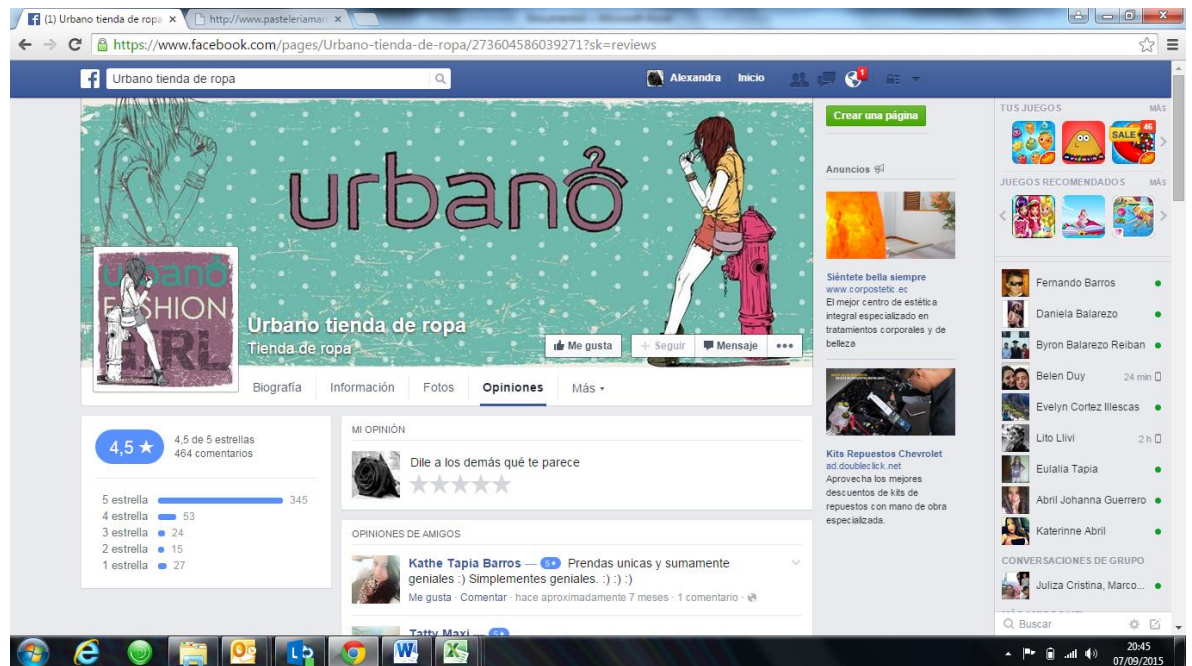 (1) Urbano tienda de ropa
http://www.pasteleriamar
https://www.facebook.com/pages/Urbano-tienda-de-ropa/273604586039271?sk=reviews
Urbano tienda de ropa
Alexandra Inicio
1
urbano
urbano
FASHION
GIRL
Urbano tienda de ropa
Tienda de ropa
Me gusta
+ Seguir
Mensaje
Biografía
Información
Fotos
Opiniones
Más
4,5 ★
4,5 de 5 estrellas
464 comentarios
5 estrella 345
4 estrella 53
3 estrella 24
2 estrella 15
1 estrella 27
MI OPINIÓN
Dile a los demás qué te parece
OPINIONES DE AMIGOS
Kathe Tapia Barros — 5★ Prendas unicas y sumamente
geniales :) Simplementes geniales. :) :) :)
Me gusta · Comentar · hace aproximadamente 7 meses · 1 comentario ·
Tatty Maxi — 5★
Crear una página
Anuncios
Siéntete bella siempre
www.corpostetic.ec
El mejor centro de estética
integral especializado en
tratamientos corporales y de
belleza
Kits Repuestos Chevrolet
ad.doubleclick.net
Aprovecha los mejores
descuentos de kits de
repuestos con mano de obra
especializada.
TUS JUEGOS MÁS
SALE 46
JUEGOS RECOMENDADOS MÁS
Fernando Barros
Daniela Balarezo
Byron Balarezo Reiban
Belen Duy 24 min
Evelyn Cortez Illescas
Lito Llivi 2 h
Eulalia Tapia
Abril Johanna Guerrero
Katerinne Abril
CONVERSACIONES DE GRUPO
Juliza Cristina, Marco...
Buscar
20:45
07/09/2015